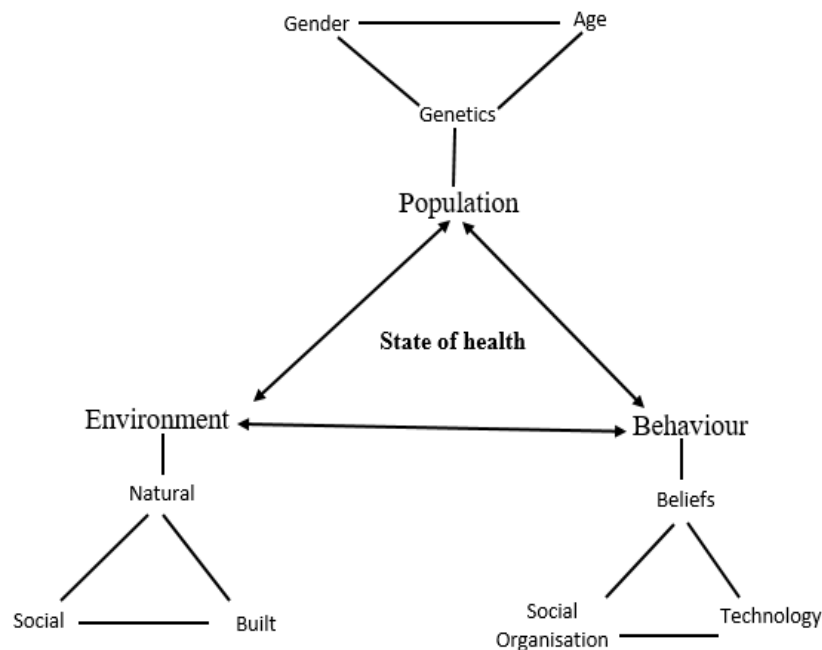 Gender
Age
Genetics
Population
State of health
Environment
Behaviour
Natural
Beliefs
Social
Built
Social
Organisation
Technology